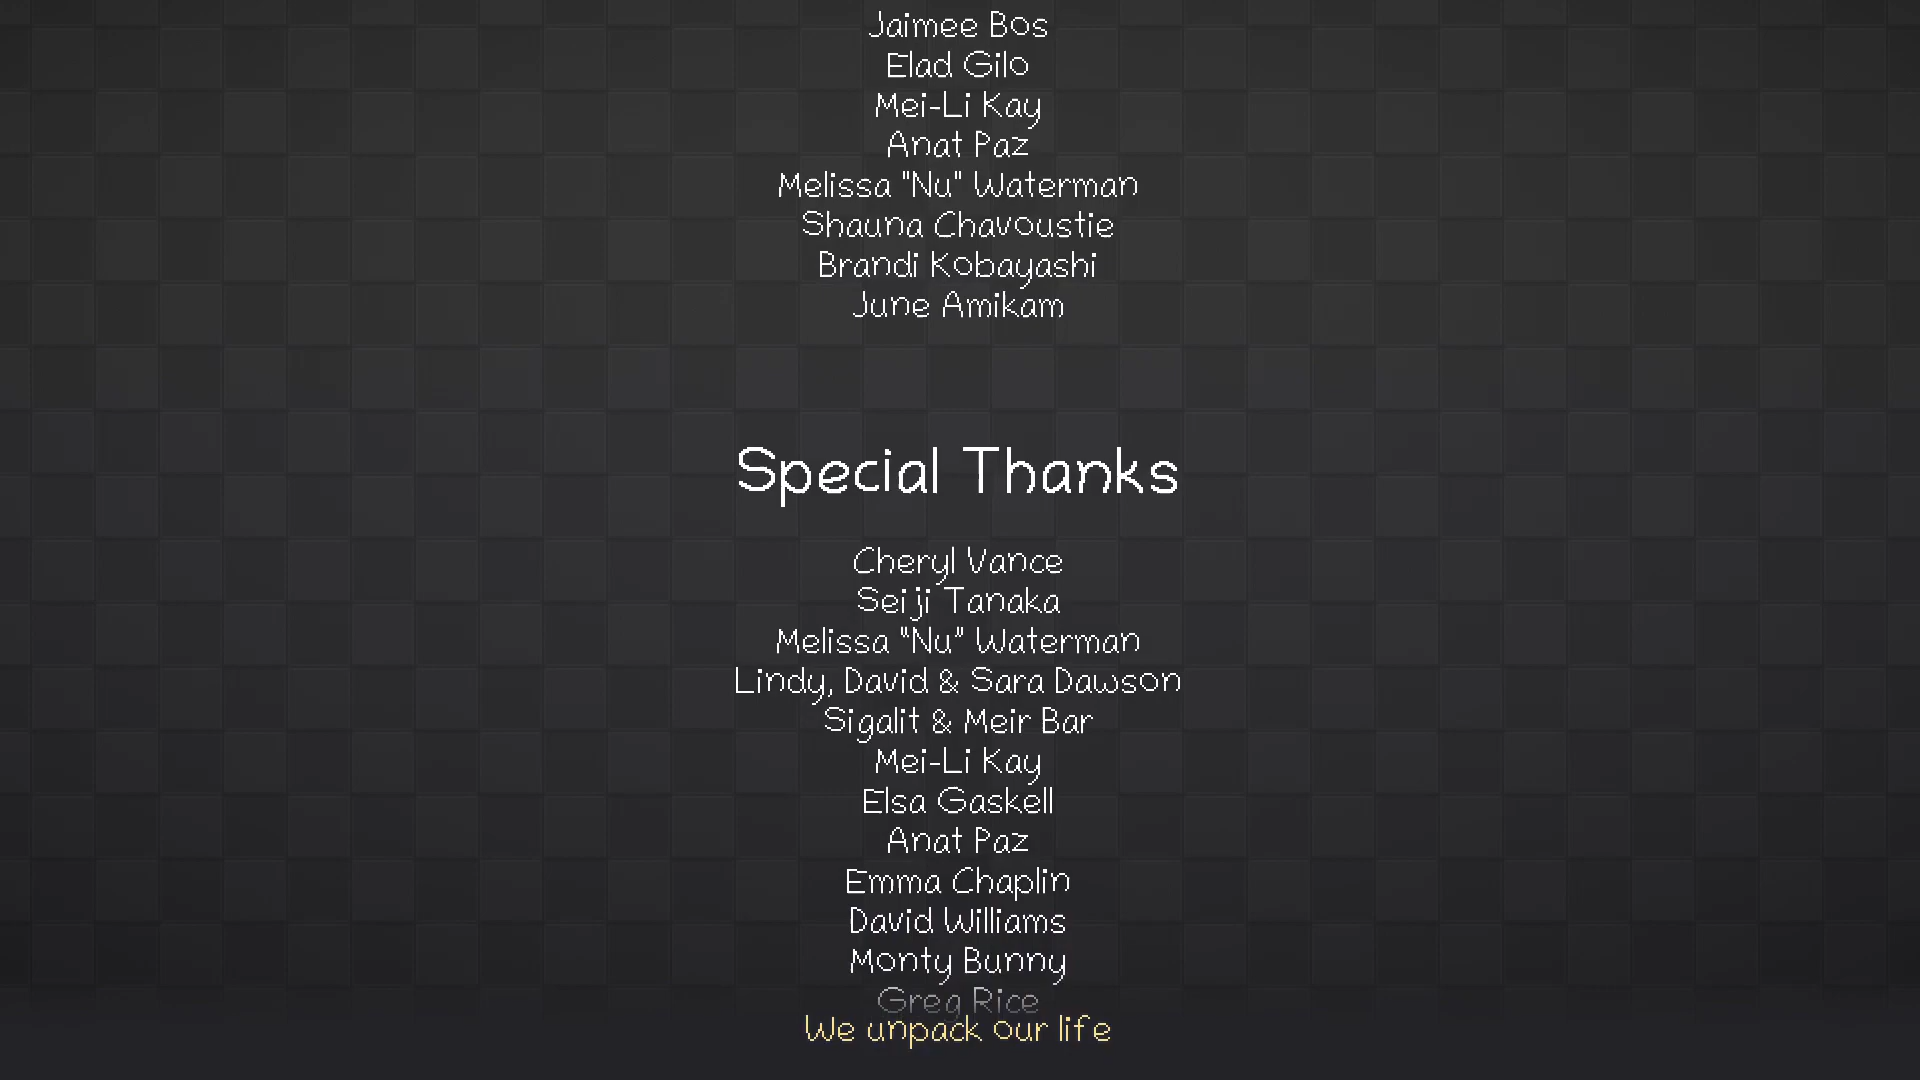 Jaimee Bos
Elad Gilo
Mei-Li Kay
Anat Paz
Melissa "Nu" Waterman
Shauna Chavoustie
Brandi Kobayashi
June Amikam
Special Thanks
Cheryl Vance
Seiji Tanaka
Melissa “Nu” Waterman
Lindy, David & Sara Dawson
Sigalit & Meir Bar
Mei-Li Kay
Elsa Gaskell
Anat Paz
Emma Chaplin
David Williams
Monty Bunny
Greg Rice
We unpack our life